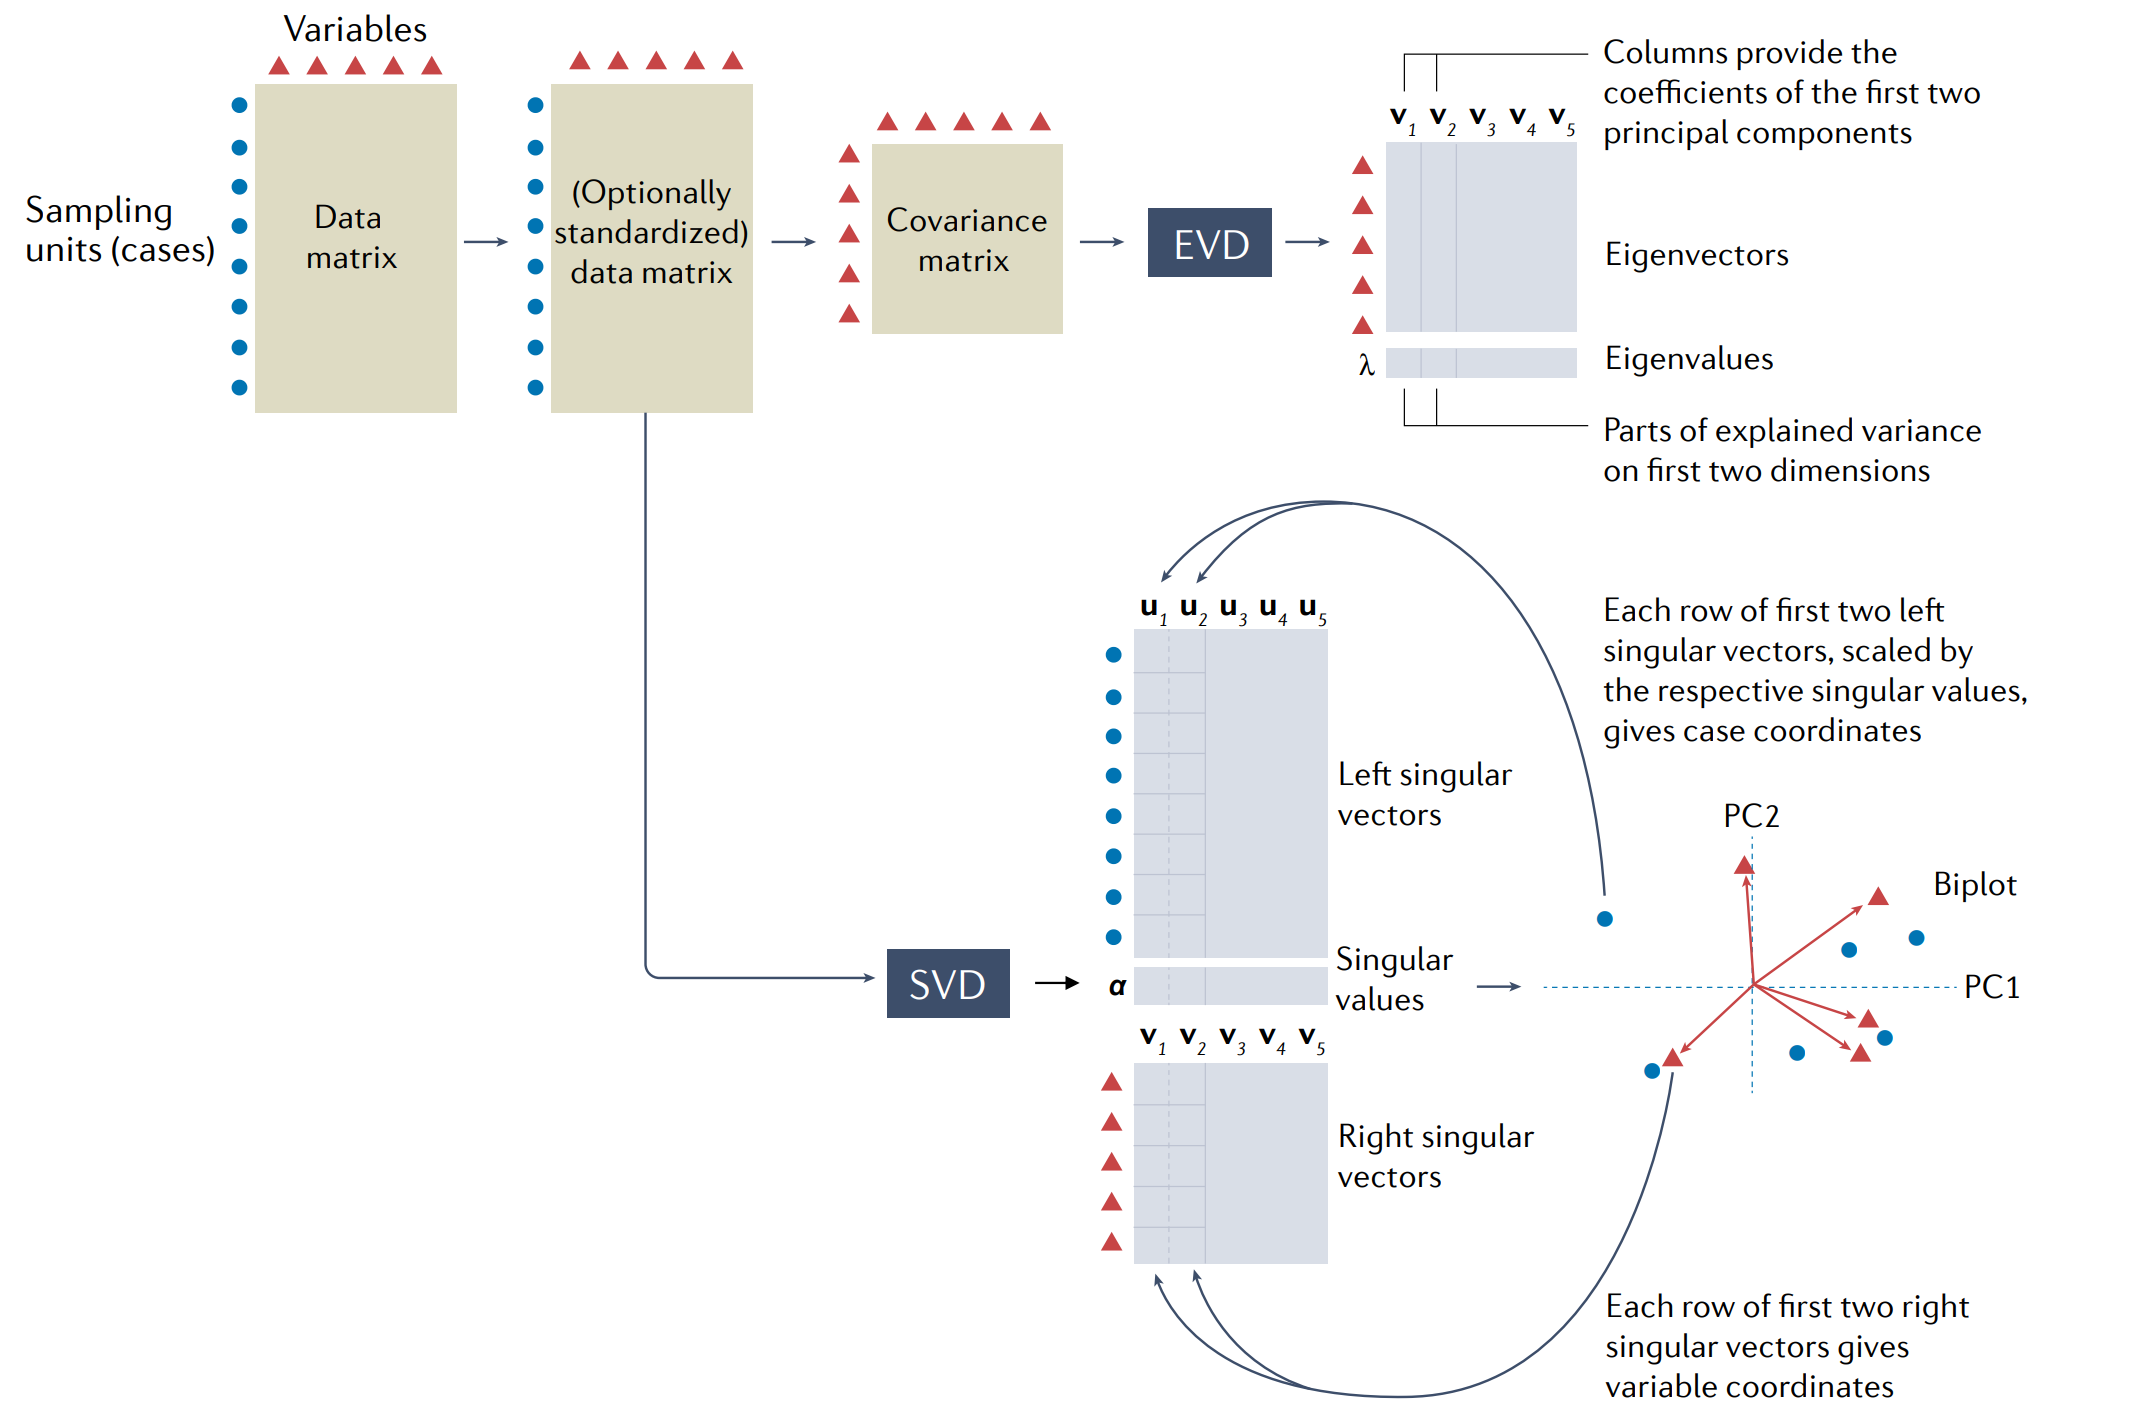 Variables
Sampling
units (cases)
Data
matrix
(Optionally
standardized)
data matrix
Covariance
matrix
EVD
v1 v2 v3 v4 v5
Columns provide the
coefficients of the first two
principal components
Eigenvectors
λ
Eigenvalues
Parts of explained variance
on first two dimensions
SVD
u1 u2 u3 u4 u5
Left singular
vectors
α
Singular
values
v1 v2 v3 v4 v5
Right singular
vectors
Each row of first two left
singular vectors, scaled by
the respective singular values,
gives case coordinates
PC2
Biplot
PC1
Each row of first two right
singular vectors gives
variable coordinates